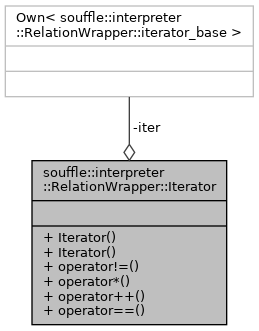 Own< souffle::interpreter
::RelationWrapper::iterator_base >
-iter
souffle::interpreter
::RelationWrapper::Iterator
+ Iterator()
+ Iterator()
+ operator!=()
+ operator*()
+ operator++()
+ operator==()